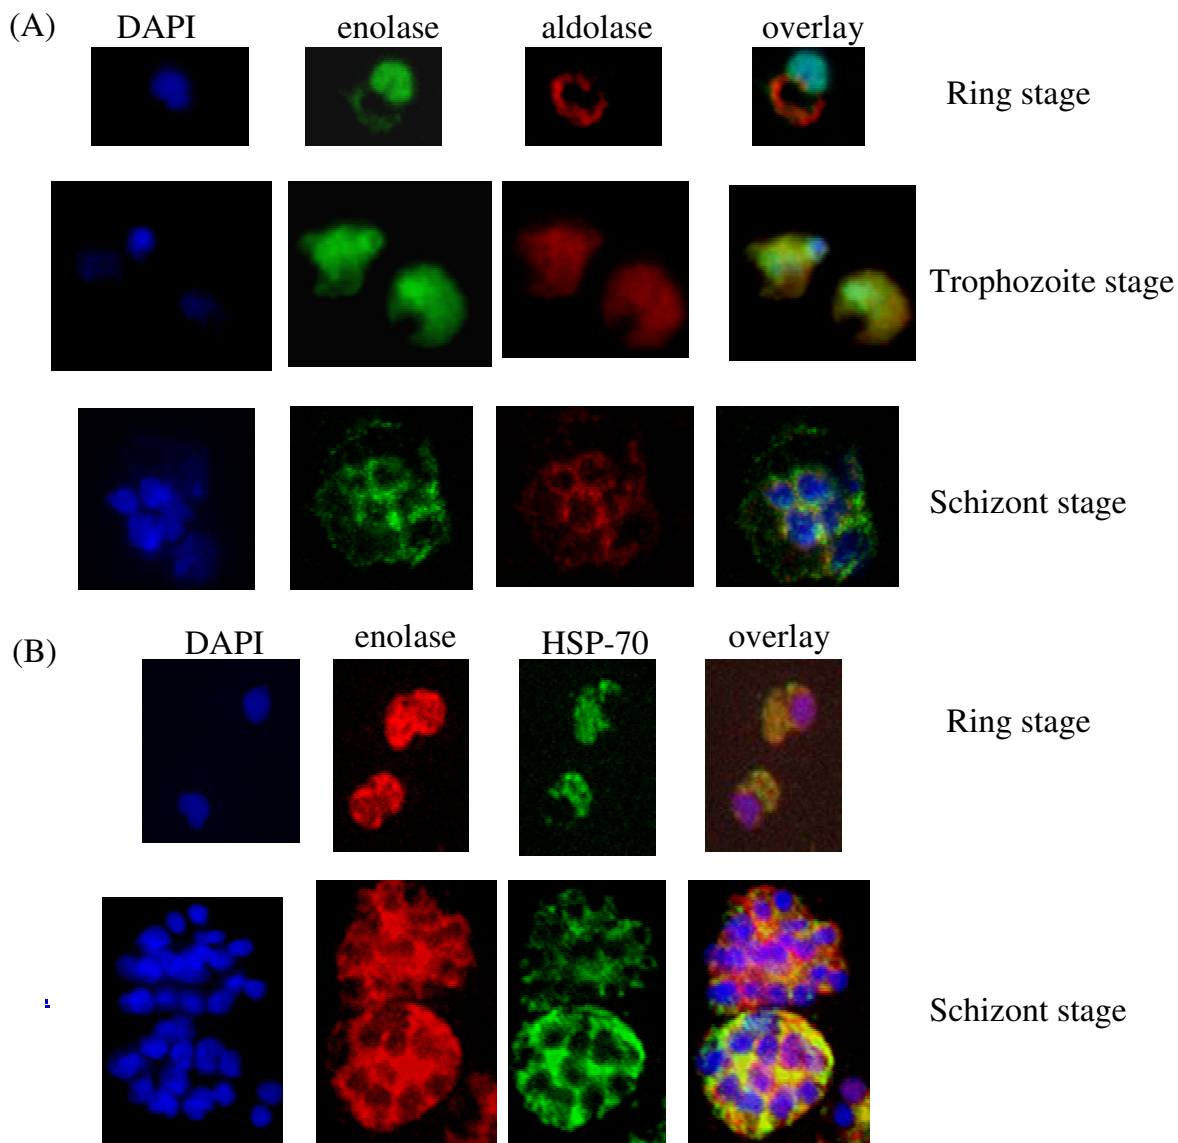 (A) DAPI enolase aldolase overlay
Ring stage
Trophozoite stage
Schizont stage
(B) DAPI enolase HSP-70 overlay
Ring stage
Schizont stage